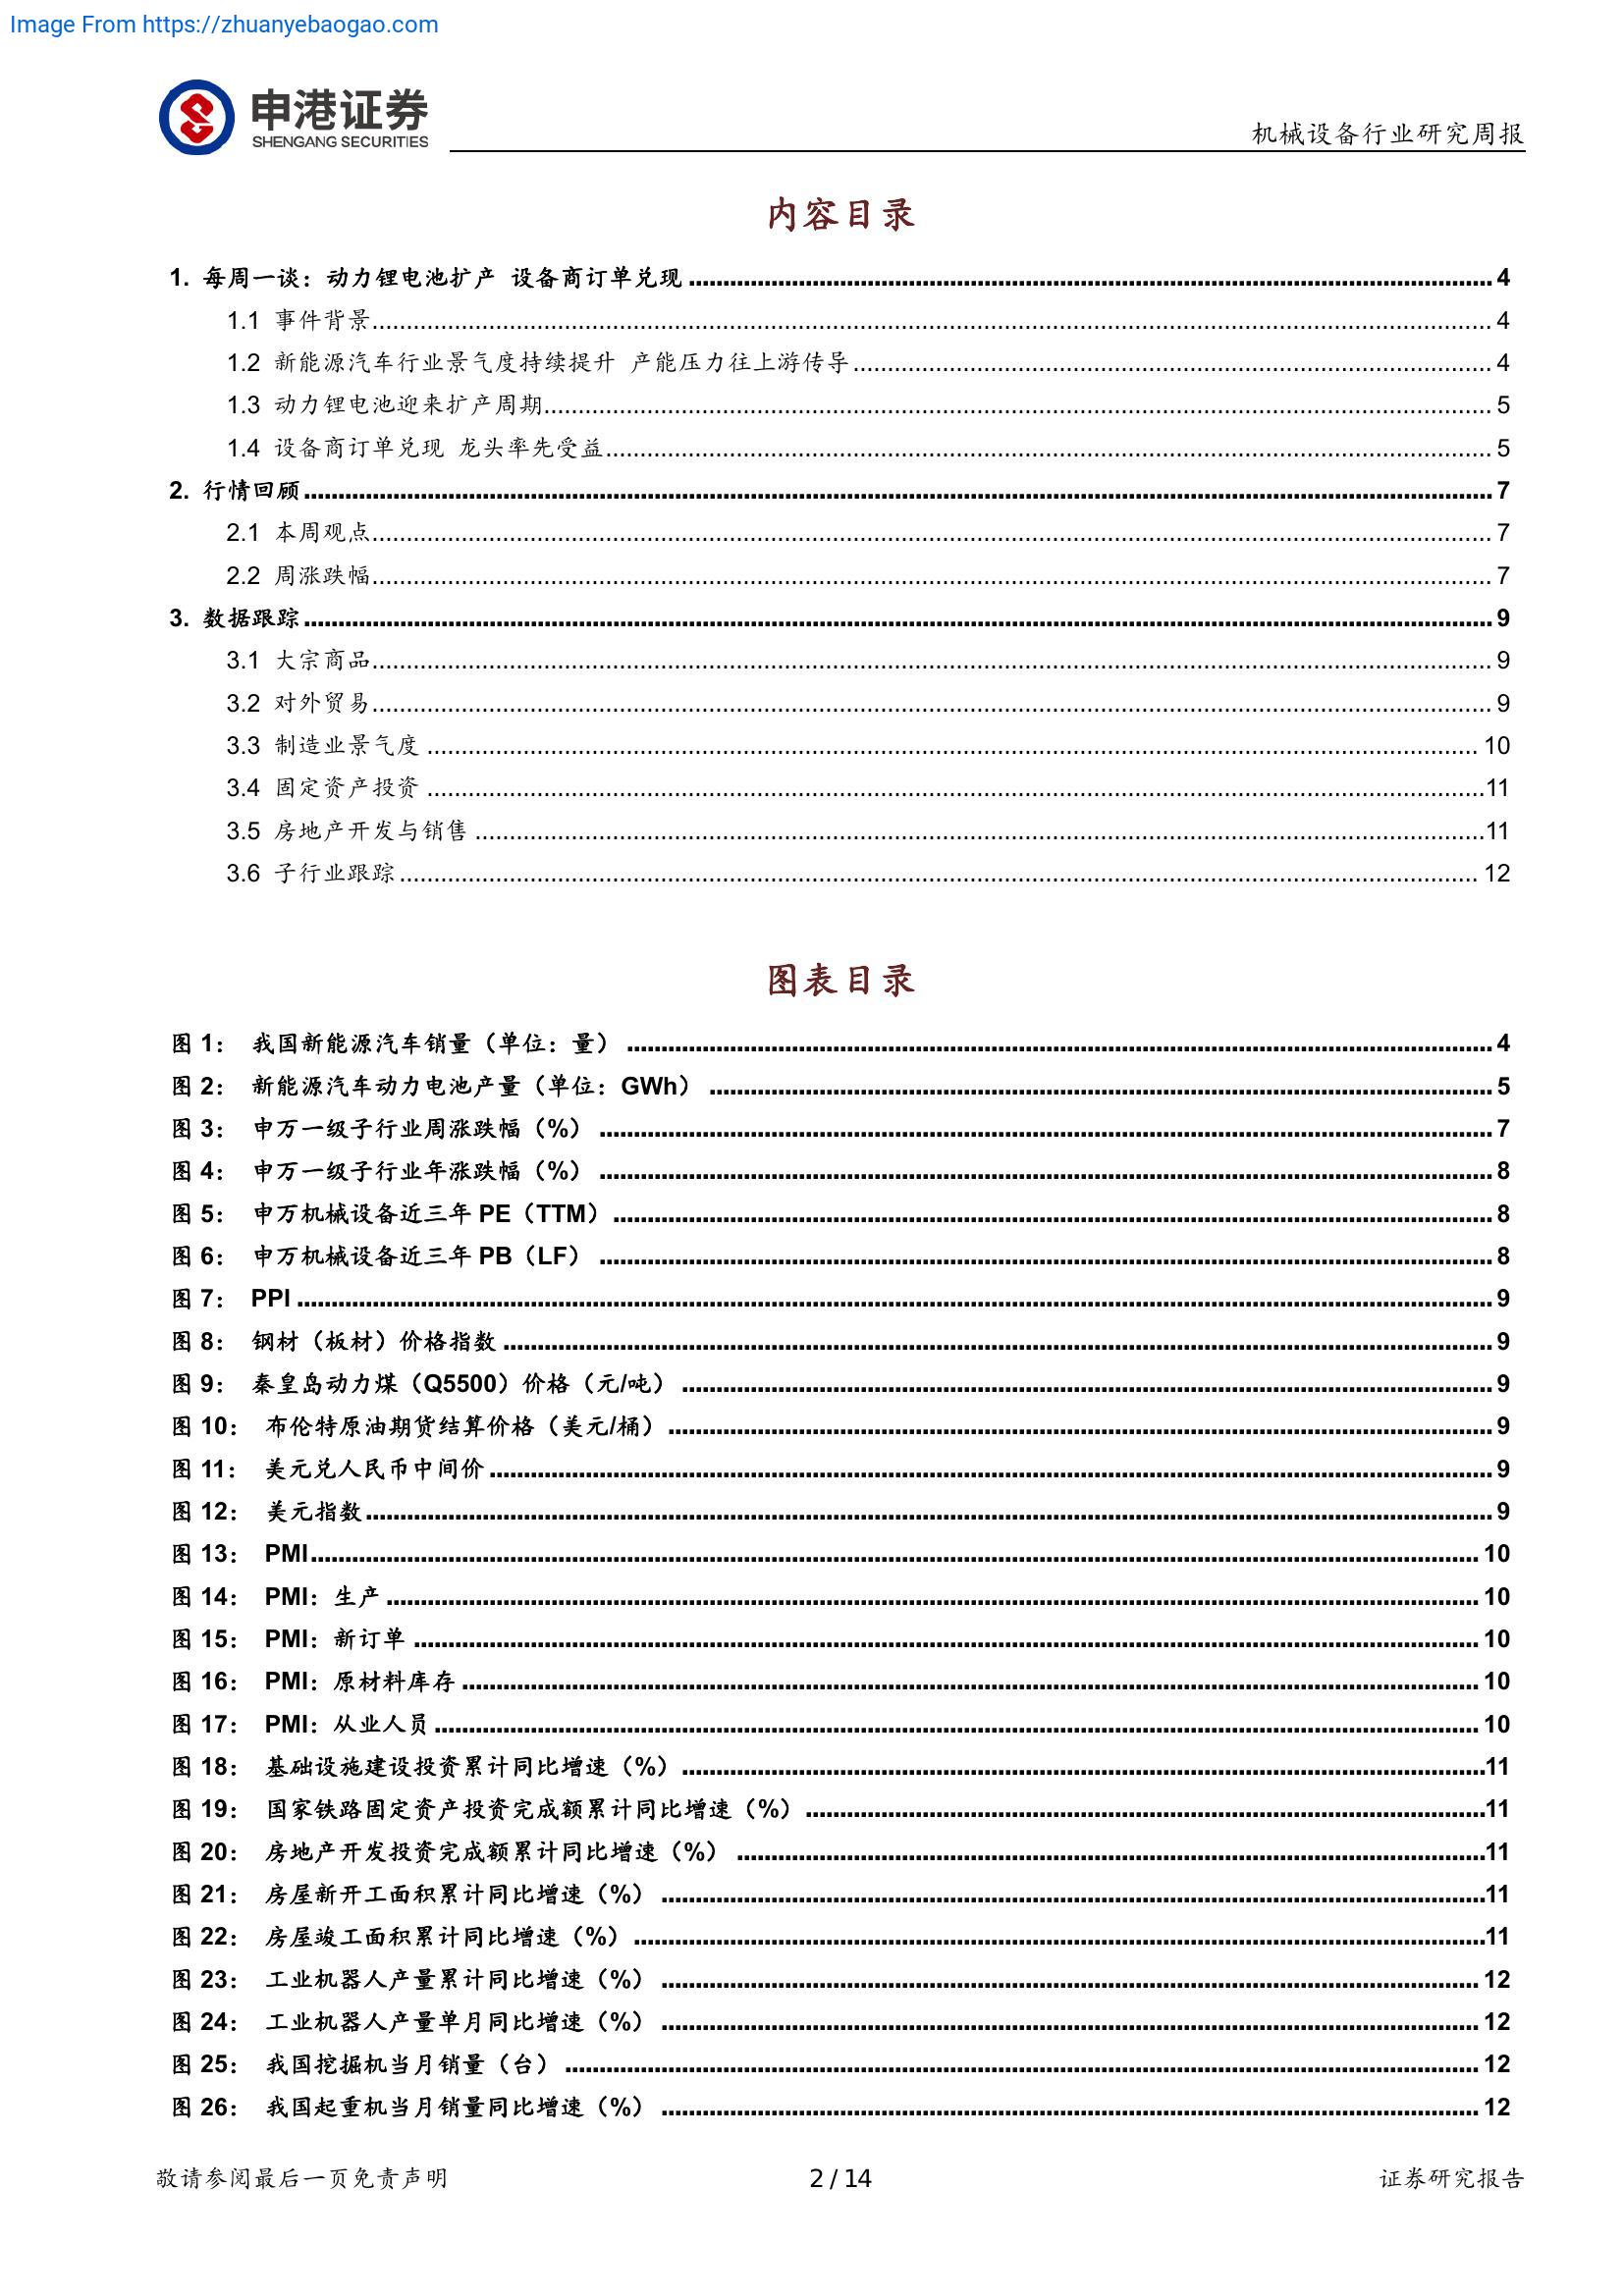 Image From https://zhuanyebaogao.com
申港证券
SHENGANG SECURITIES
机械设备行业研究周报
内容目录
1. 每周一谈：动力锂电池扩产 设备商订单兑现 4
1.1 事件背景 4
1.2 新能源汽车行业景气度持续提升 产能压力往上游传导 4
1.3 动力锂电池迎来扩产周期 5
1.4 设备商订单兑现 龙头率先受益 5
2. 行情回顾 7
2.1 本周观点 7
2.2 周涨跌幅 7
3. 数据跟踪 9
3.1 大宗商品 9
3.2 对外贸易 9
3.3 制造业景气度 10
3.4 固定资产投资 11
3.5 房地产开发与销售 11
3.6 子行业跟踪 12
图表目录
图 1： 我国新能源汽车销量（单位：量） 4
图 2： 新能源汽车动力电池产量（单位：GWh） 5
图 3： 申万一级子行业周涨跌幅（%） 7
图 4： 申万一级子行业年涨跌幅（%） 8
图 5： 申万机械设备近三年 PE（TTM） 8
图 6： 申万机械设备近三年 PB（LF） 8
图 7： PPI 9
图 8： 钢材（板材）价格指数 9
图 9： 秦皇岛动力煤（Q5500）价格（元/吨） 9
图 10： 布伦特原油期货结算价格（美元/桶） 9
图 11： 美元兑人民币中间价 9
图 12： 美元指数 9
图 13： PMI 10
图 14： PMI：生产 10
图 15： PMI：新订单 10
图 16： PMI：原材料库存 10
图 17： PMI：从业人员 10
图 18： 基础设施建设投资累计同比增速（%） 11
图 19： 国家铁路固定资产投资完成额累计同比增速（%） 11
图 20： 房地产开发投资完成额累计同比增速（%） 11
图 21： 房屋新开工面积累计同比增速（%） 11
图 22： 房屋竣工面积累计同比增速（%） 11
图 23： 工业机器人产量累计同比增速（%） 12
图 24： 工业机器人产量单月同比增速（%） 12
图 25： 我国挖掘机当月销量（台） 12
图 26： 我国起重机当月销量同比增速（%） 12
敬请参阅最后一页免责声明
2 / 14
证券研究报告